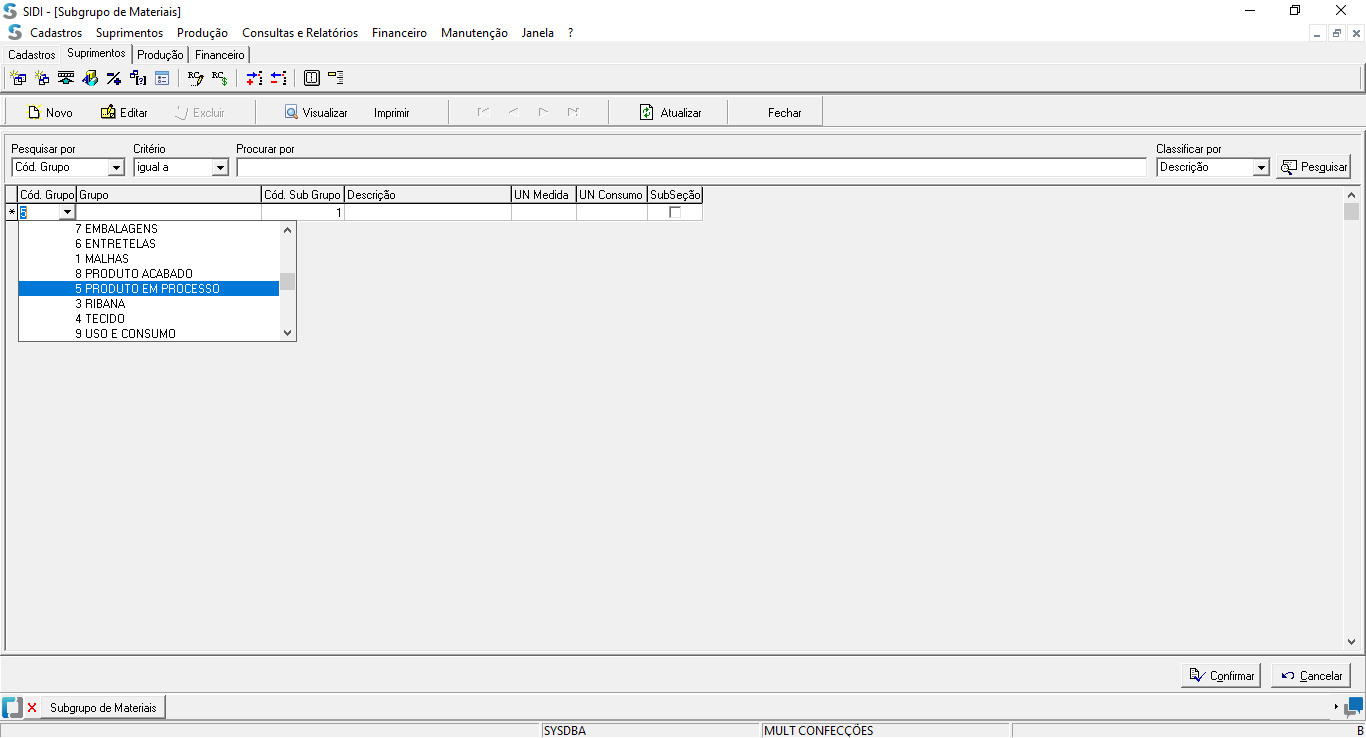 SIDI - [Subgrupo de Materiais]
Cadastros Suprimentos Produção Consultas e Relatórios Financeiro Manutenção Janela ?
Cadastros Suprimentos Produção Financeiro
Novo Editar Excluir Visualizar Imprimir Atualizar Fechar
Pesquisar por Critério Procurar por Classificar por
Cód. Grupo igual a Descrição Pesquisar
Cód. Grupo Grupo Cód. Sub Grupo Descrição UN Medida UN Consumo SubSeção
* 5 1
7 EMBALAGENS
6 ENTRETELAS
1 MALHAS
8 PRODUTO ACABADO
5 PRODUTO EM PROCESSO
3 RIBANA
4 TECIDO
9 USO E CONSUMO
Confirmar Cancelar
Subgrupo de Materiais
SYSDBA MULT CONFECÇÕES B